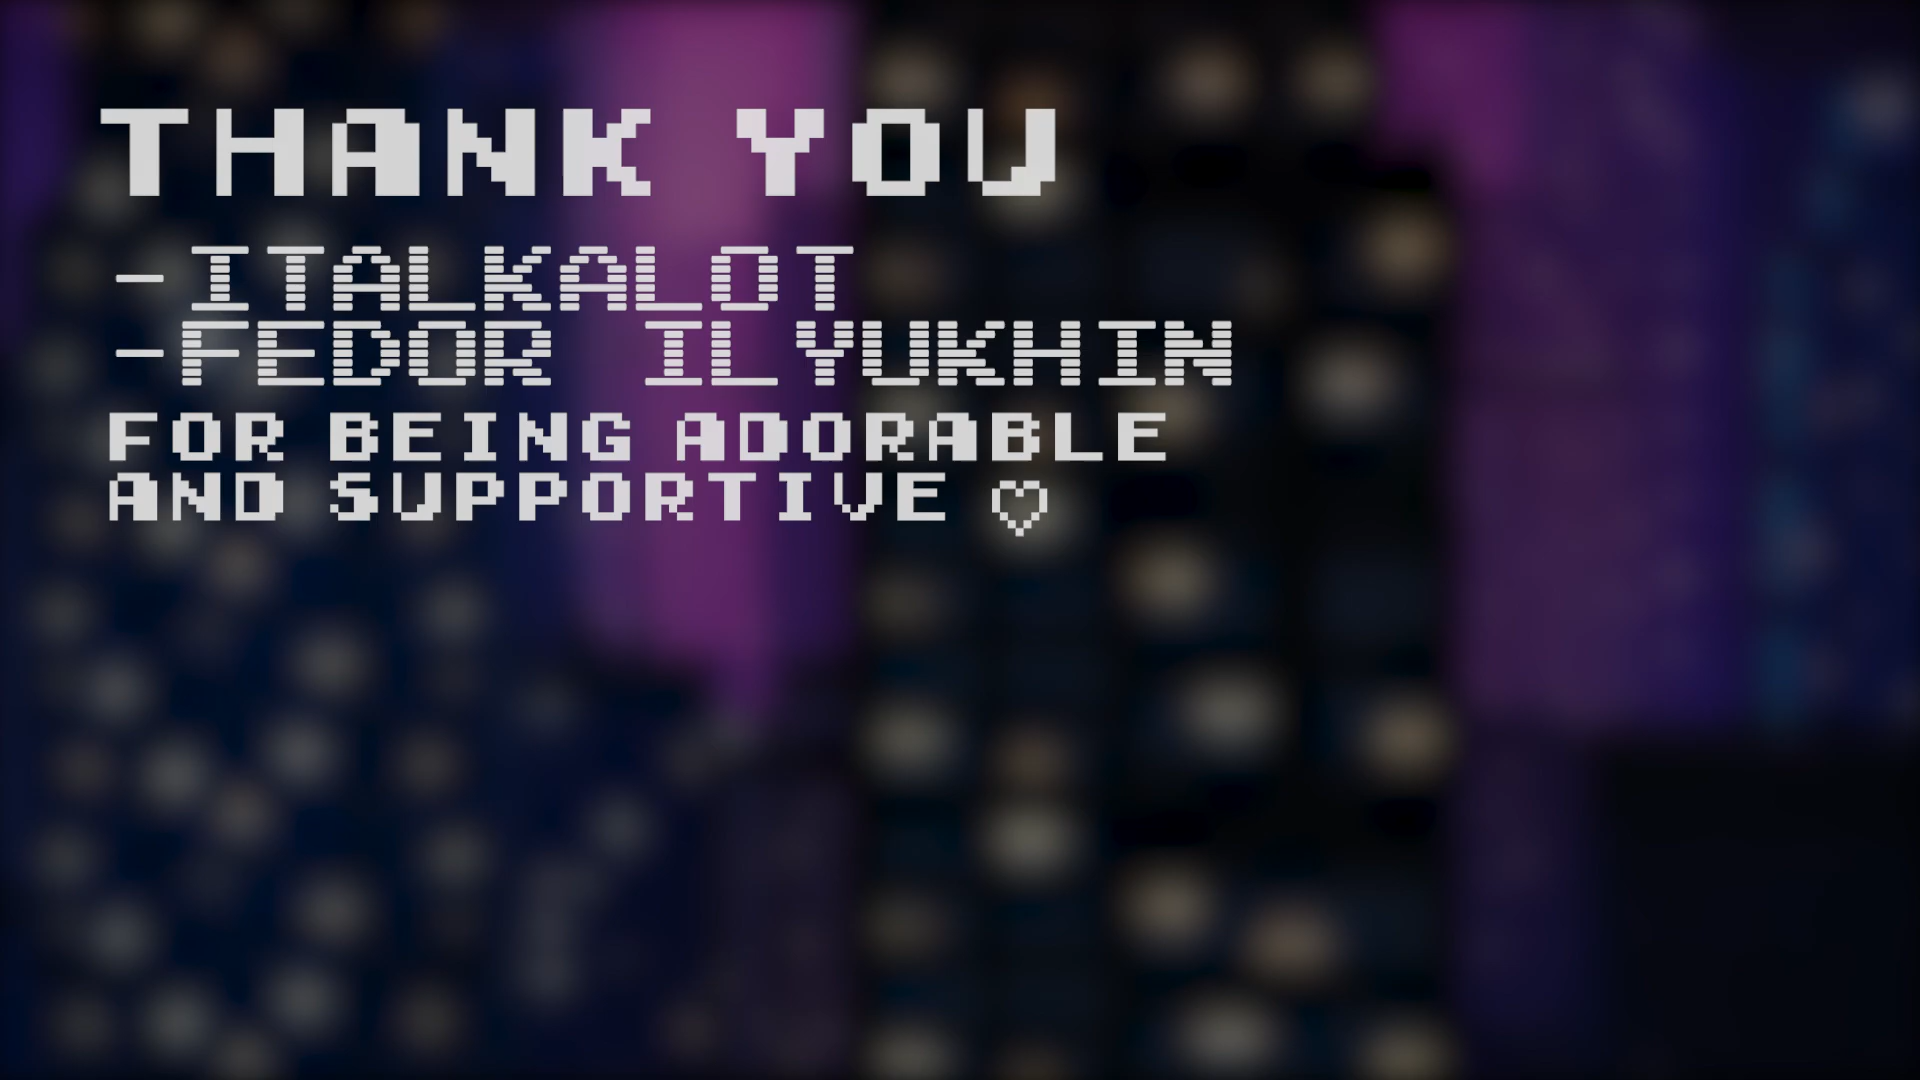 THANK YOU
-ITALKALOT
-FEDOR ILYUKHIN
FOR BEING ADORABLE
AND SUPPORTIVE ♡